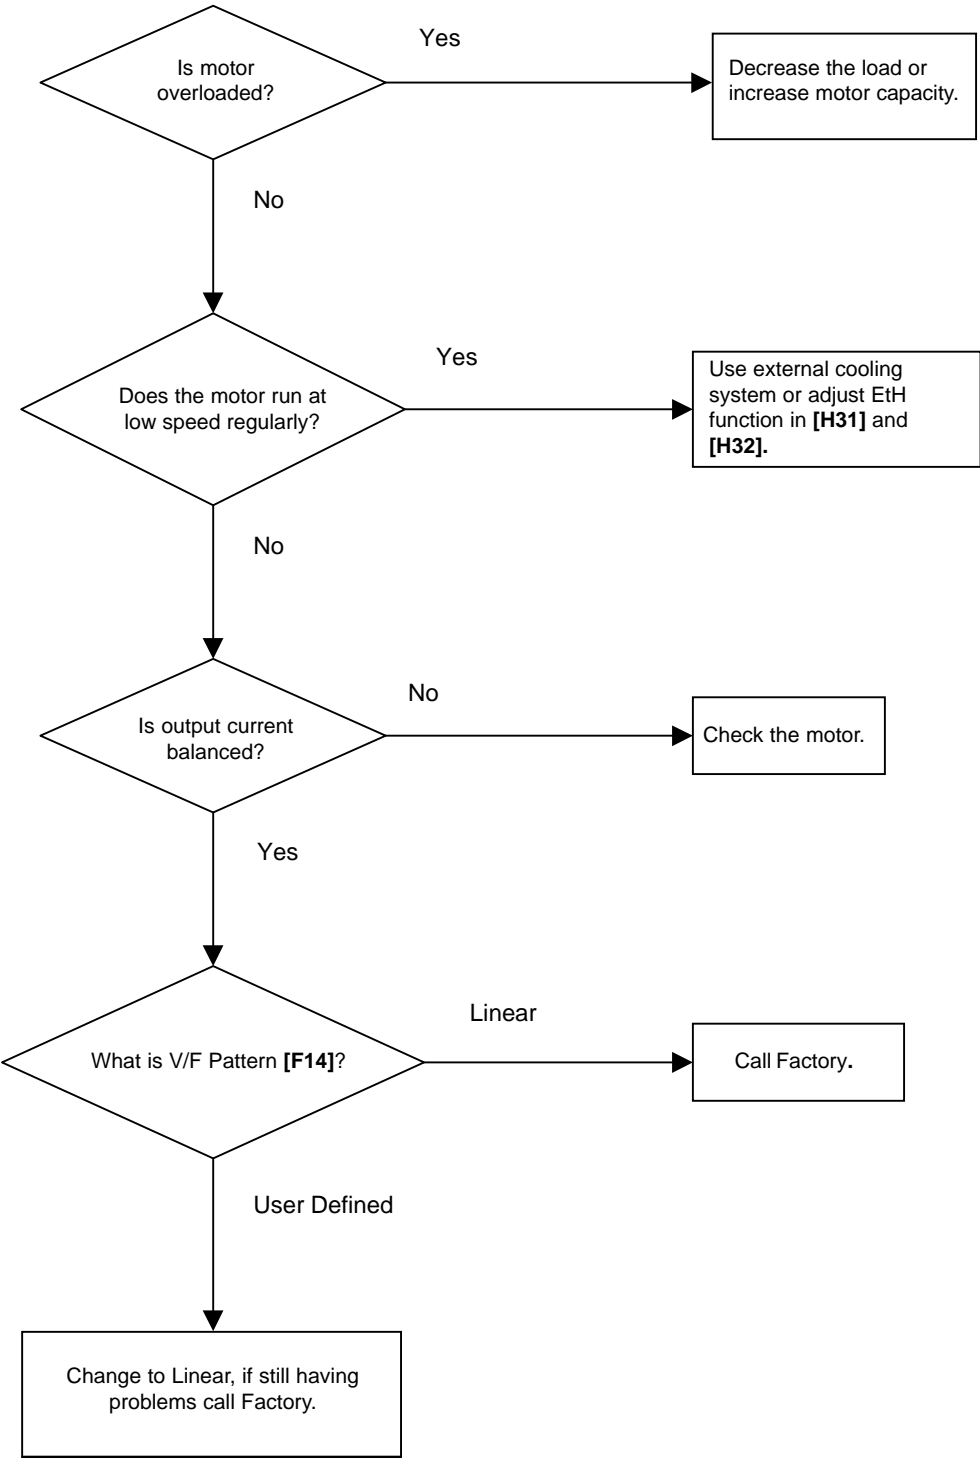 Yes
Is motor
overloaded?
Decrease the load or
increase motor capacity.
No
Yes
Does the motor run at
low speed regularly?
Use external cooling
system or adjust EtH
function in [H31] and
[H32].
No
No
Is output current
balanced?
Check the motor.
Yes
Linear
What is V/F Pattern [F14]?
Call Factory.
User Defined
Change to Linear, if still having
problems call Factory.